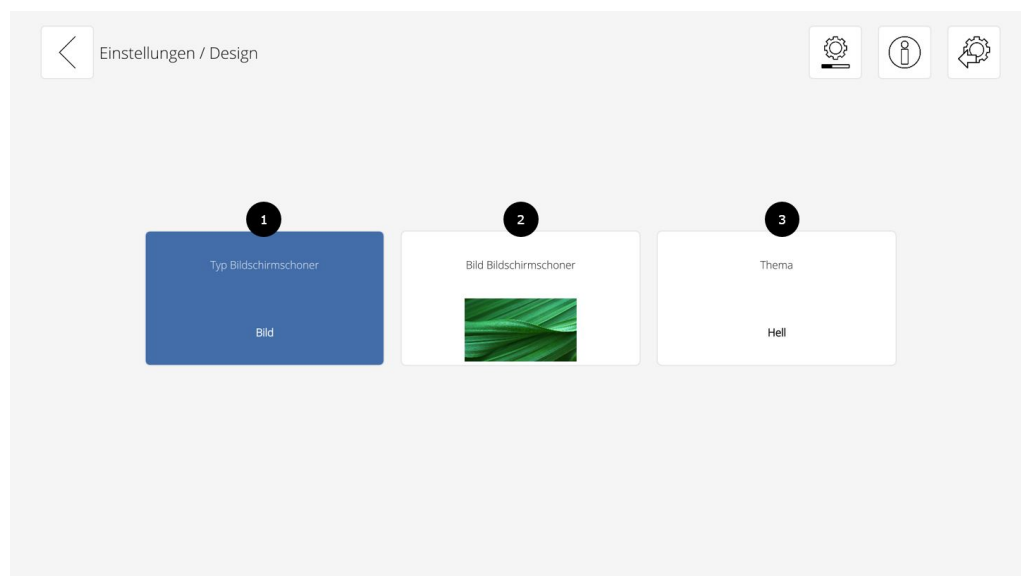 Einstellungen / Design
1
2
3
Typ Bildschirmschoner
Bild Bildschirmschoner
Thema
Bild
Hell